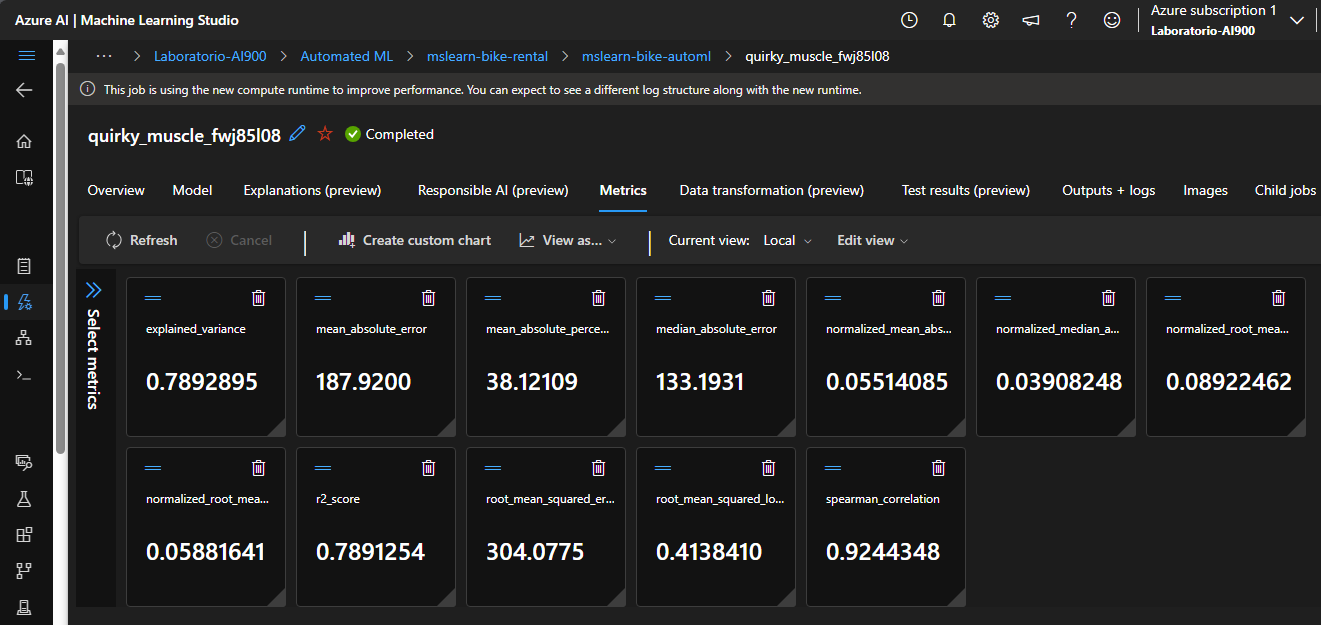 Azure AI | Machine Learning Studio
Azure subscription 1
Laboratorio-AI900
··· > Laboratorio-AI900 > Automated ML > mslearn-bike-rental > mslearn-bike-automl > quirky_muscle_fwj85l08
This job is using the new compute runtime to improve performance. You can expect to see a different log structure along with the new runtime.
quirky_muscle_fwj85l08 Completed
Overview Model Explanations (preview) Responsible AI (preview) Metrics Data transformation (preview) Test results (preview) Outputs + logs Images Child jobs
Refresh Cancel Create custom chart View as... Current view: Local Edit view
Select metrics
explained_variance mean_absolute_error mean_absolute_perce... median_absolute_error normalized_mean_abs... normalized_median_a... normalized_root_mea...
0.7892895 187.9200 38.12109 133.1931 0.05514085 0.03908248 0.08922462
normalized_root_mea... r2_score root_mean_squared_er... root_mean_squared_lo... spearman_correlation
0.05881641 0.7891254 304.0775 0.4138410 0.9244348